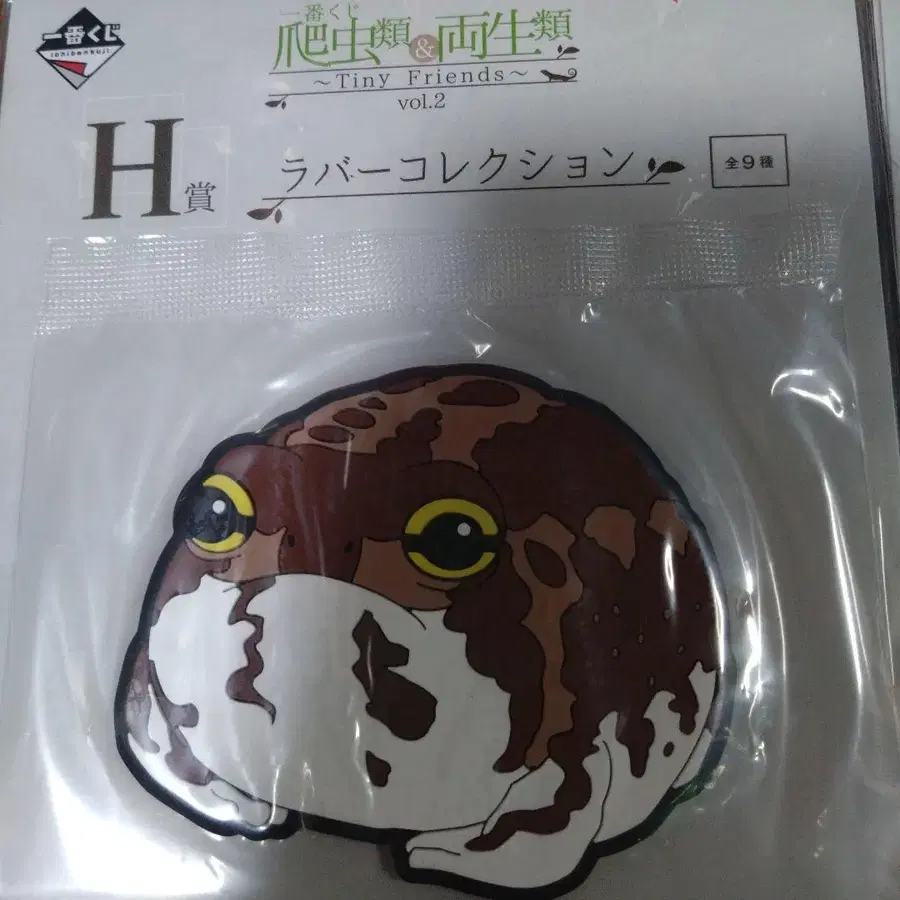 一番くじ
ichibankuji
一番くじ
爬虫類&両生類
～Tiny Friends～
vol.2
H賞
ラバーコレクション
全9種